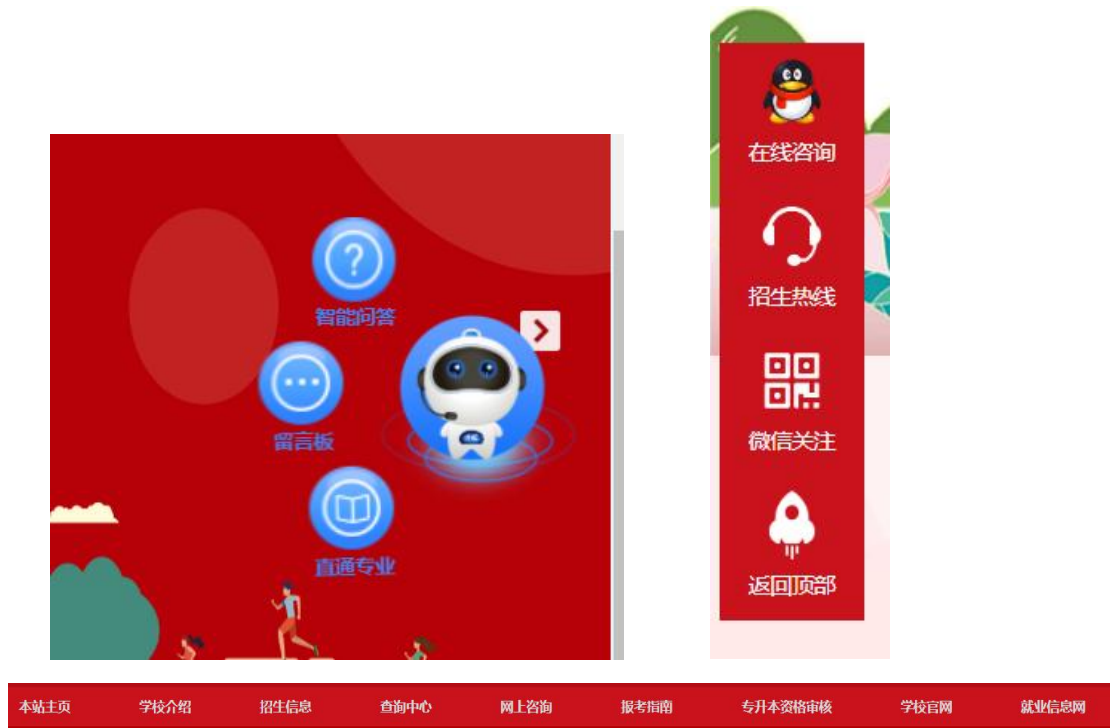 在线咨询
招生热线
微信关注
返回顶部
智能问答
留言板
直通专业
本站主页 学校介绍 招生信息 查询中心 网上咨询 报考指南 专升本资格审核 学校官网 就业信息网